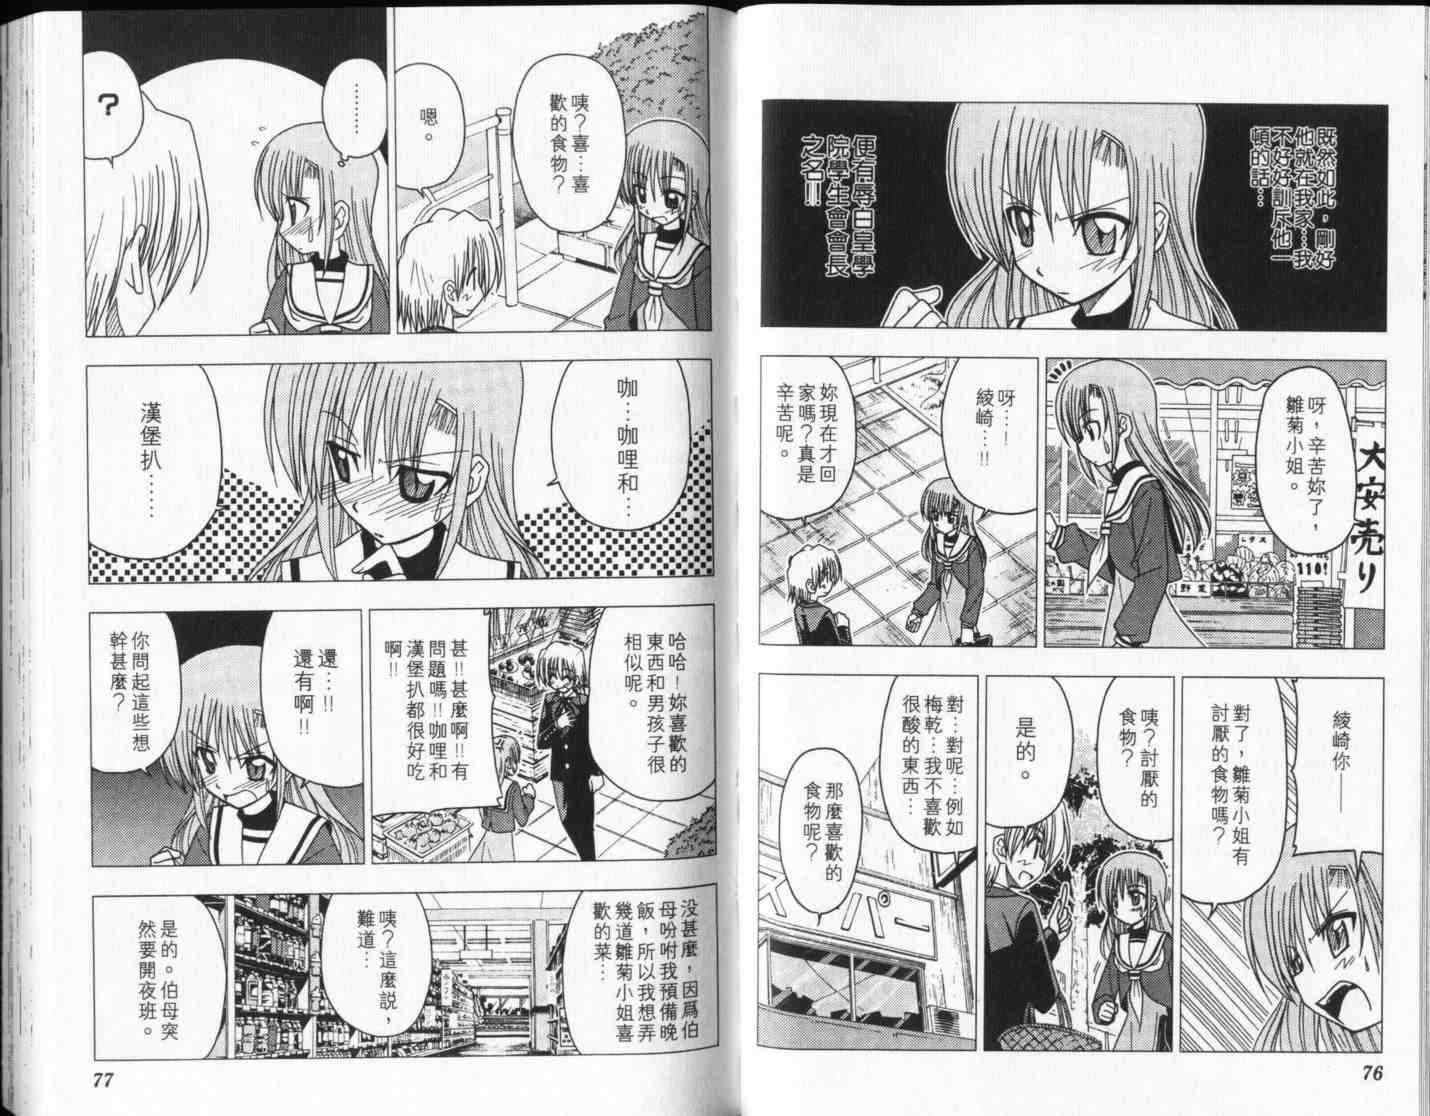 既然如此，剛好
他就在我家…我
不好好訓斥他一
頓的話…
便有辱白皇學
院學生會會長
之名!!
呀，辛苦妳了，
雛菊小姐。
大安売り
110!
レタス
野菜
呀…!
綾崎…!!
妳現在才回
家嗎？真是
辛苦呢。
綾崎你——
對了，雛菊小姐有
討厭的食物嗎？
咦？討厭的
食物？
是的。
對…對呢…例如
梅乾…我不喜歡
很酸的東西…
那麼喜歡的
食物呢？
スーパー
76
咦？喜…喜
歡的食物？
嗯。
………
？
咖…咖哩和…
漢堡扒……
哈哈！妳喜歡的
東西和男孩子很
相似呢。
甚!!甚麼啊!!有
問題嗎!!咖哩和
漢堡扒都很好吃
啊!!
還…!!
還有啊!!
你問起這些想
幹甚麼？
沒甚麼，因爲伯
母吩咐我預備晚
飯，所以我想弄
幾道雛菊小姐喜
歡的菜…
咦？這麼說，
難道…
是的。伯母突
然要開夜班。
77